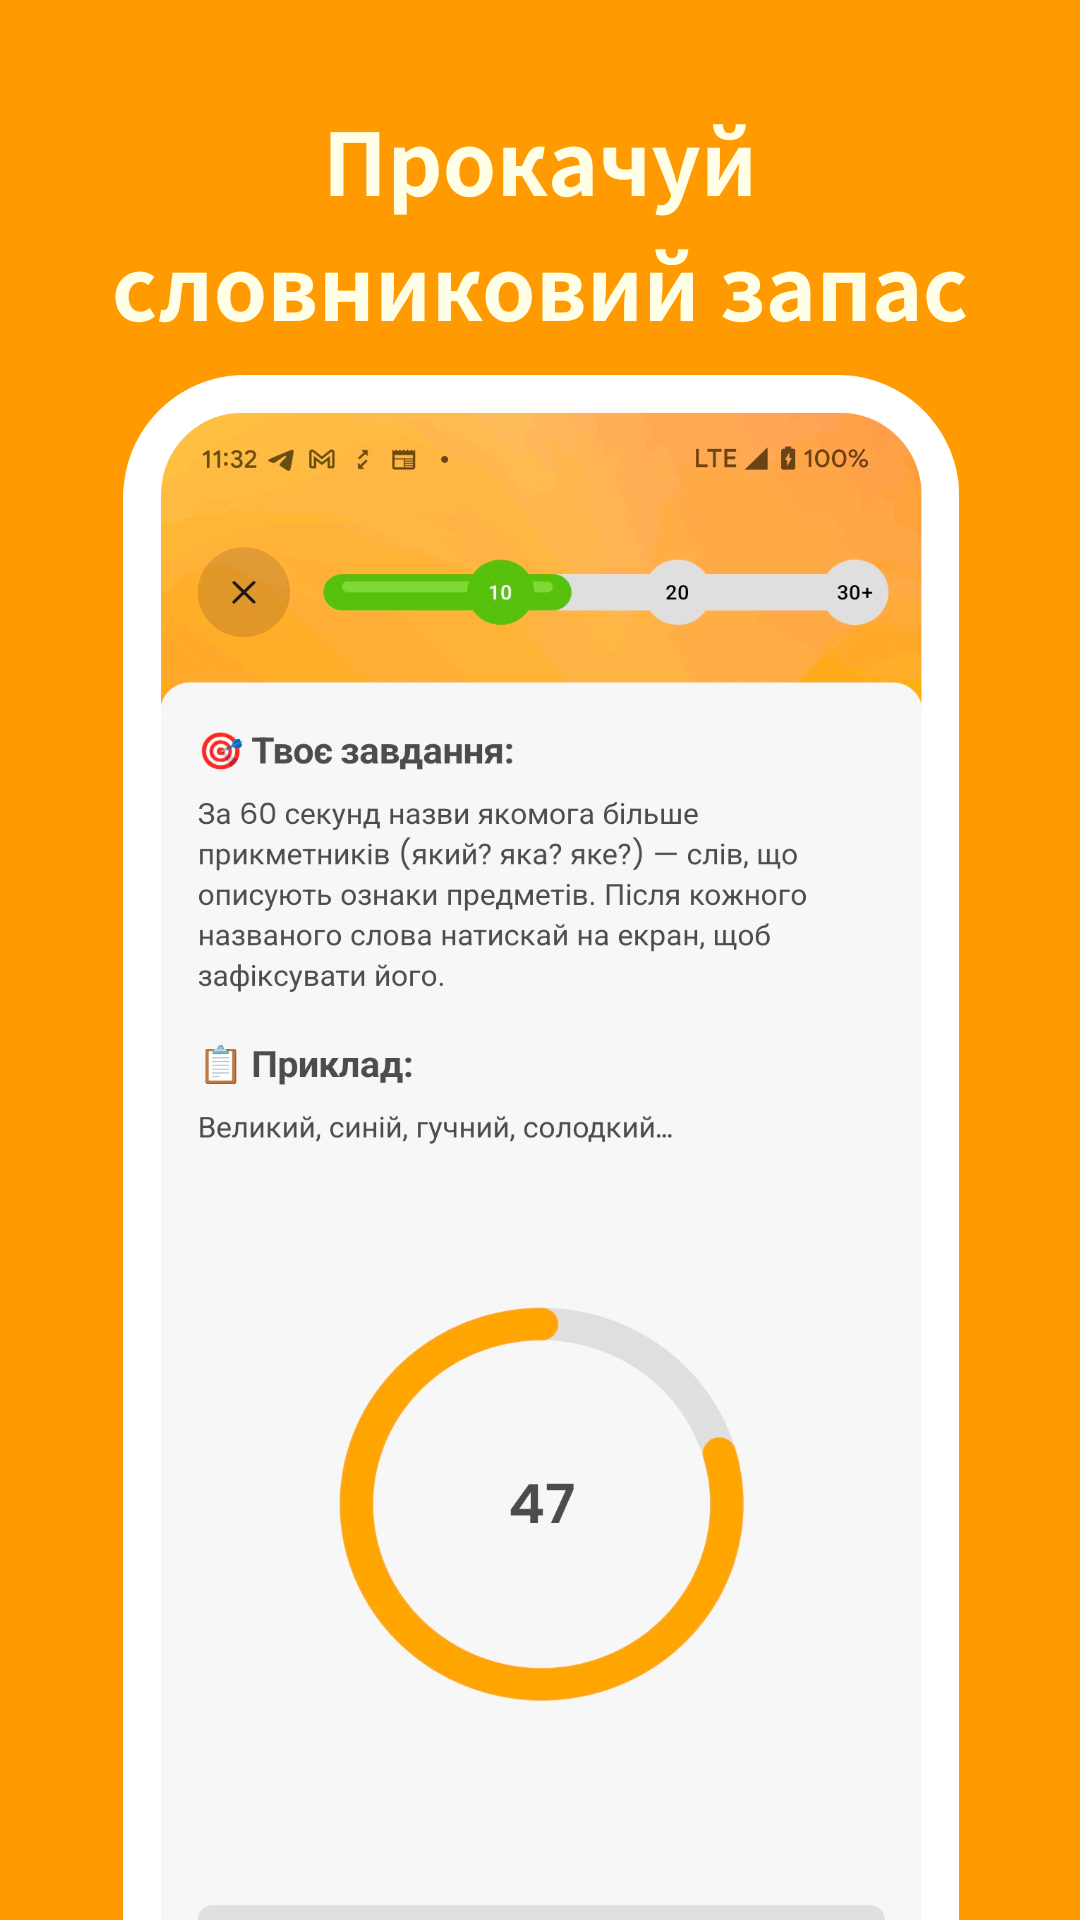 Прокачуй
словниковий запас
11:32 LTE 100%
10 20 30+
🎯 Твоє завдання:
За 60 секунд назви якомога більше
прикметників (який? яка? яке?) — слів, що
описують ознаки предметів. Після кожного
названого слова натискай на екран, щоб
зафіксувати його.
📋 Приклад:
Великий, синій, гучний, солодкий...
47